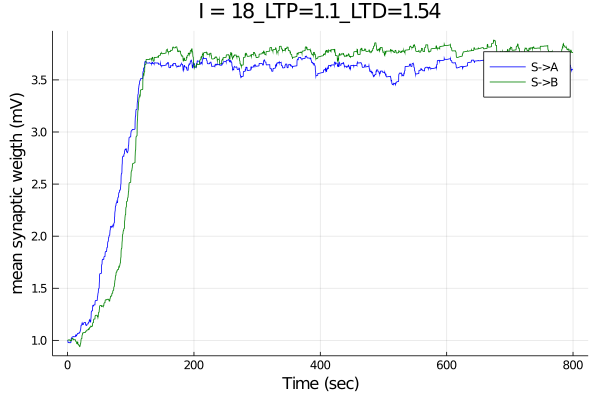 I = 18_LTP=1.1_LTD=1.54
mean synaptic weigth (mV)
3.5
3.0
2.5
2.0
1.5
1.0
S->A
S->B
0
200
400
600
800
Time (sec)